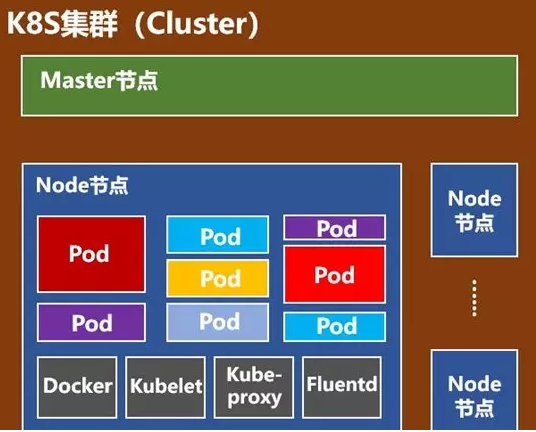 K8S集群（Cluster）
Master节点
Node节点
Pod
Pod
Pod
Pod
Pod
Pod
Pod
Pod
Docker
Kubelet
Kube-
proxy
Fluentd
Node
节点
Node
节点